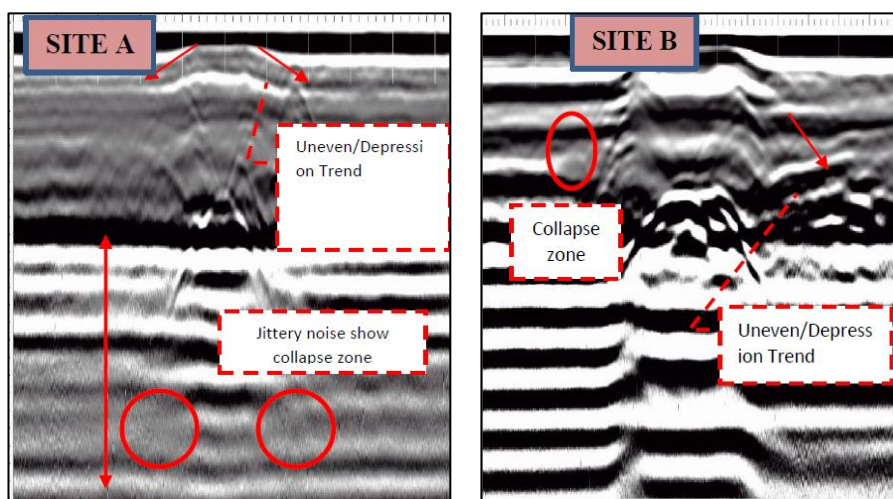 SITE A
Uneven/Depressi
on Trend
Jittery noise show
collapse zone
SITE B
Collapse
zone
Uneven/Depress
ion Trend